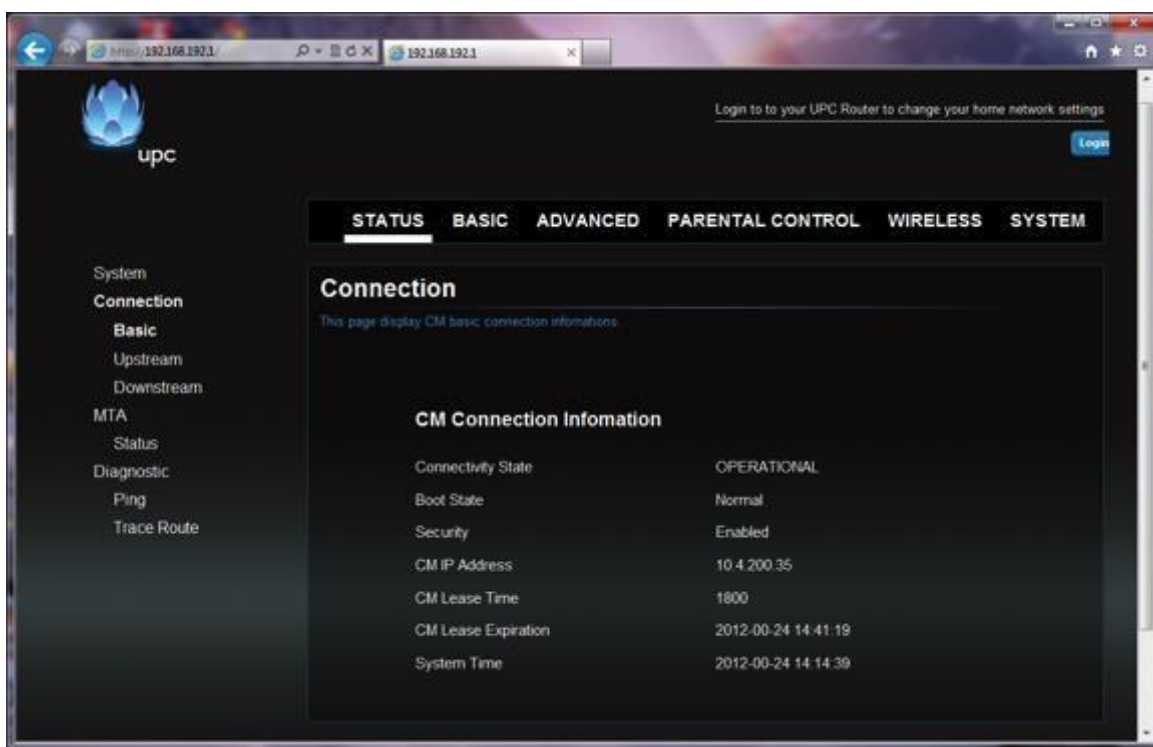 http://192.168.192.1/
192.168.192.1
upc
Login to to your UPC Router to change your home network settings
Login
STATUS BASIC ADVANCED PARENTAL CONTROL WIRELESS SYSTEM
System
Connection
Basic
Upstream
Downstream
MTA
Status
Diagnostic
Ping
Trace Route
Connection
This page display CM basic connection infomations
CM Connection Infomation
Connectivity State OPERATIONAL
Boot State Normal
Security Enabled
CM IP Address 10.4.200.35
CM Lease Time 1800
CM Lease Expiration 2012-00-24 14:41:19
System Time 2012-00-24 14:14:39